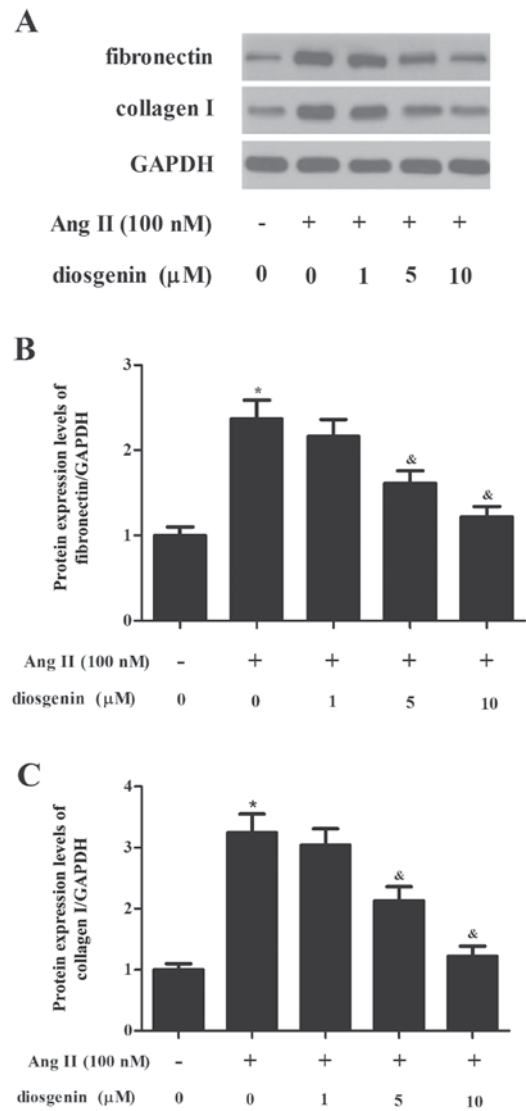 A
fibronectin
collagen I
GAPDH
Ang II (100 nM) - + + + +
diosgenin (μM) 0 0 1 5 10
B
Protein expression levels of
fibronectin/GAPDH
3
2
1
0
*
&
&
Ang II (100 nM) - + + + +
diosgenin (μM) 0 0 1 5 10
C
Protein expression levels of
collagen I/GAPDH
4
3
2
1
0
*
&
&
Ang II (100 nM) - + + + +
diosgenin (μM) 0 0 1 5 10